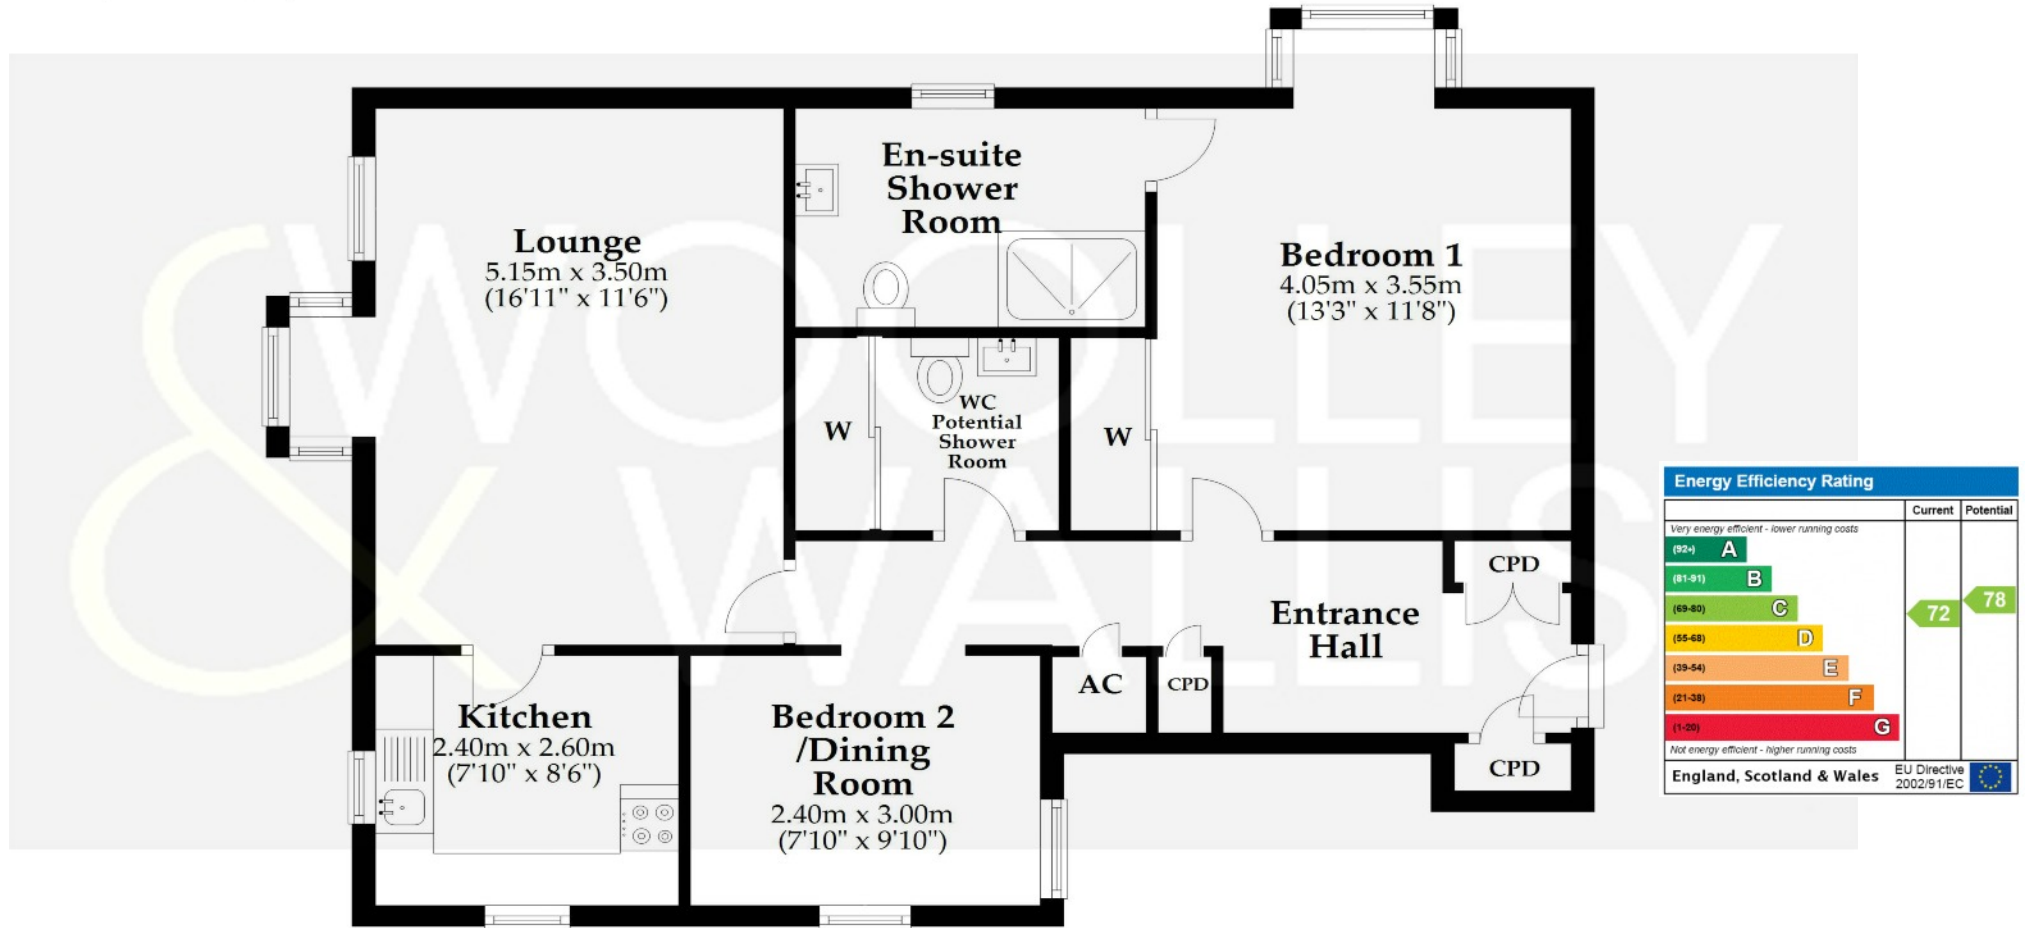 & WOOLLEY
WALLIS
Lounge
5.15m x 3.50m
(16'11" x 11'6")
En-suite
Shower
Room
Bedroom 1
4.05m x 3.55m
(13'3" x 11'8")
W
WC
Potential
Shower
Room
W
CPD
Entrance
Hall
AC
CPD
CPD
Kitchen
2.40m x 2.60m
(7'10" x 8'6")
Bedroom 2
/Dining
Room
2.40m x 3.00m
(7'10" x 9'10")
Energy Efficiency Rating
Current Potential
Very energy efficient - lower running costs
(92+) A
(81-91) B
(69-80) C
72 78
(55-68) D
(39-54) E
(21-38) F
(1-20) G
Not energy efficient - higher running costs
England, Scotland & Wales
EU Directive
2002/91/EC